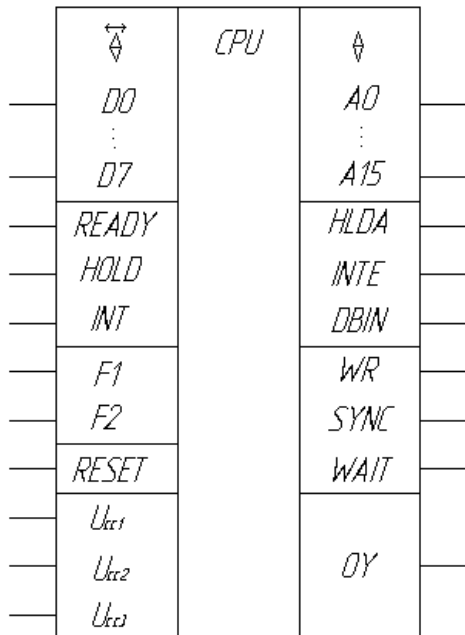 CPU
D0
A0
⋮
⋮
D7
A15
READY
HLDA
HOLD
INTE
INT
DBIN
F1
WR
F2
SYNC
RESET
WAIT
Ucc1
Ucc2
OY
Ucc3